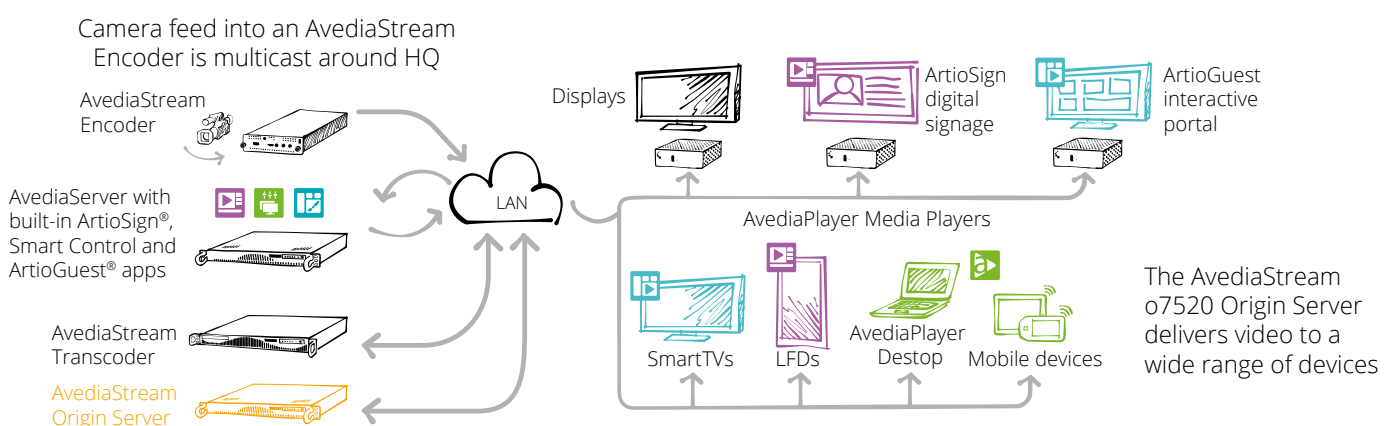 Camera feed into an AvediaStream
Encoder is multicast around HQ
AvediaStream
Encoder
AvediaServer with
built-in ArtioSign®,
Smart Control and
ArtioGuest® apps
AvediaStream
Transcoder
AvediaStream
Origin Server
LAN
Displays
ArtioSign
digital
signage
ArtioGuest
interactive
portal
AvediaPlayer Media Players
SmartTVs
LFDs
AvediaPlayer
Destop
a
Mobile devices
The AvediaStream
o7520 Origin Server
delivers video to a
wide range of devices